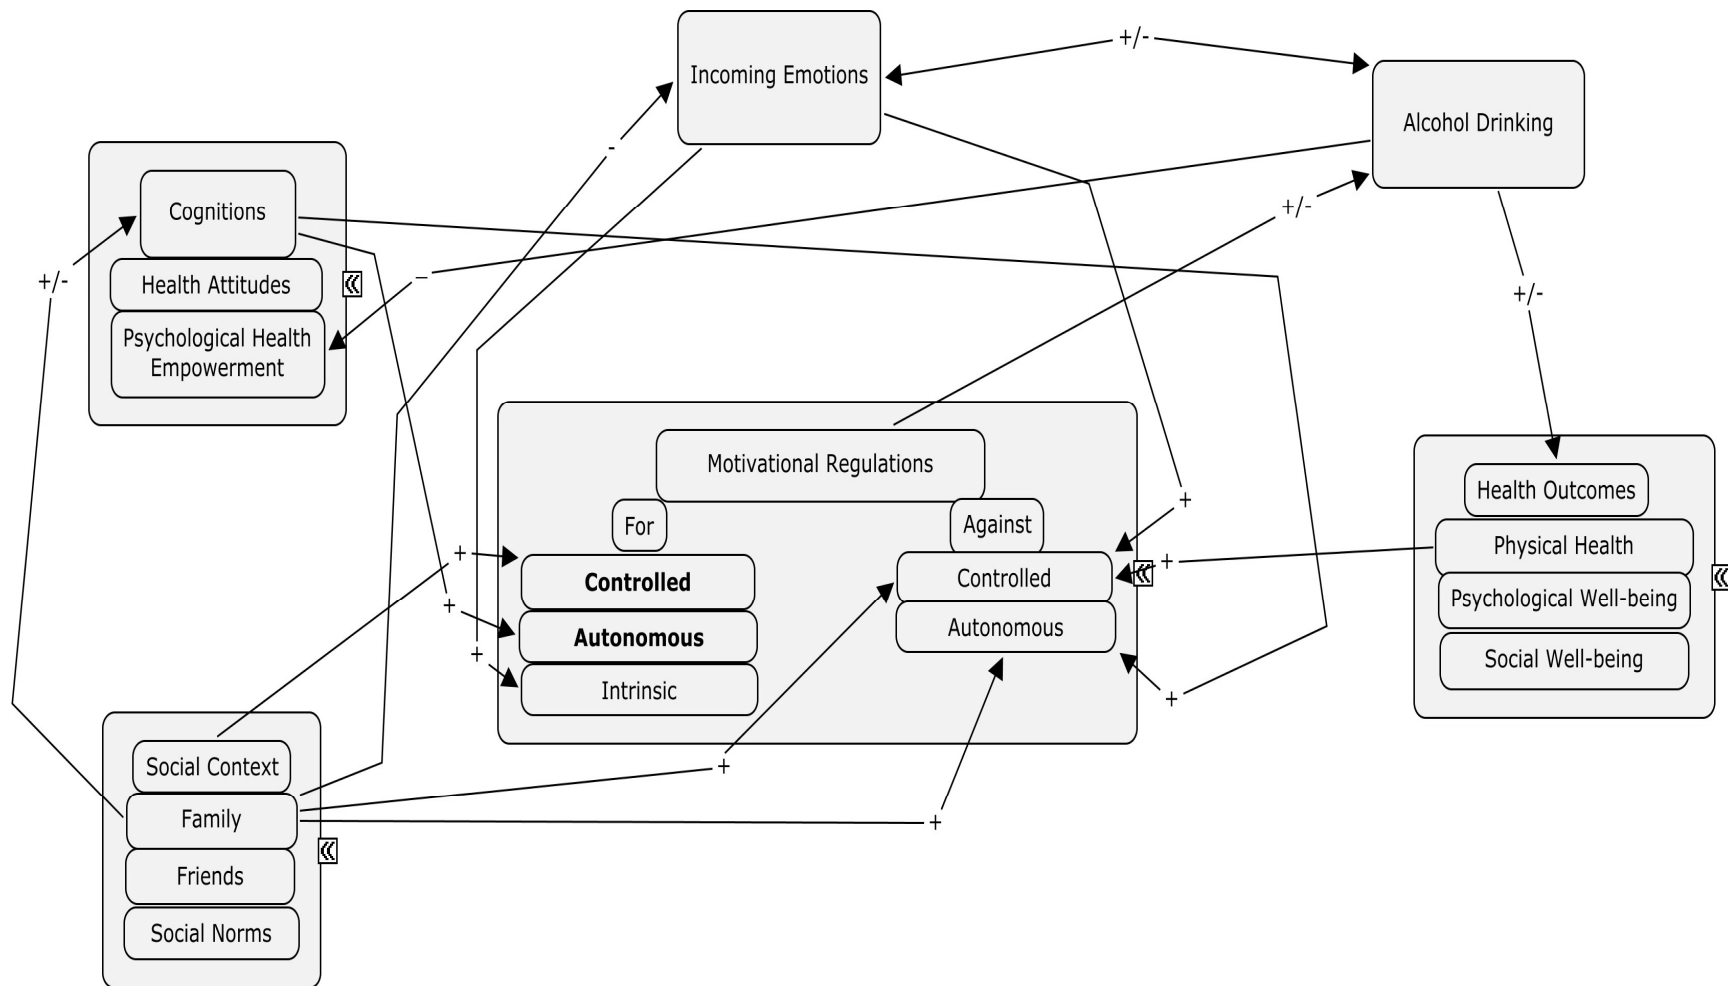 +/-
Incoming Emotions
Alcohol Drinking
-
Cognitions
+/-
+/-
–
Health Attitudes
+/-
Psychological Health
Empowerment
Motivational Regulations
Health Outcomes
+
For
Against
Physical Health
+
+
Controlled
Controlled
Psychological Well-being
+
Autonomous
Autonomous
+
Social Well-being
Intrinsic
+
Social Context
+
Family
+
Friends
Social Norms